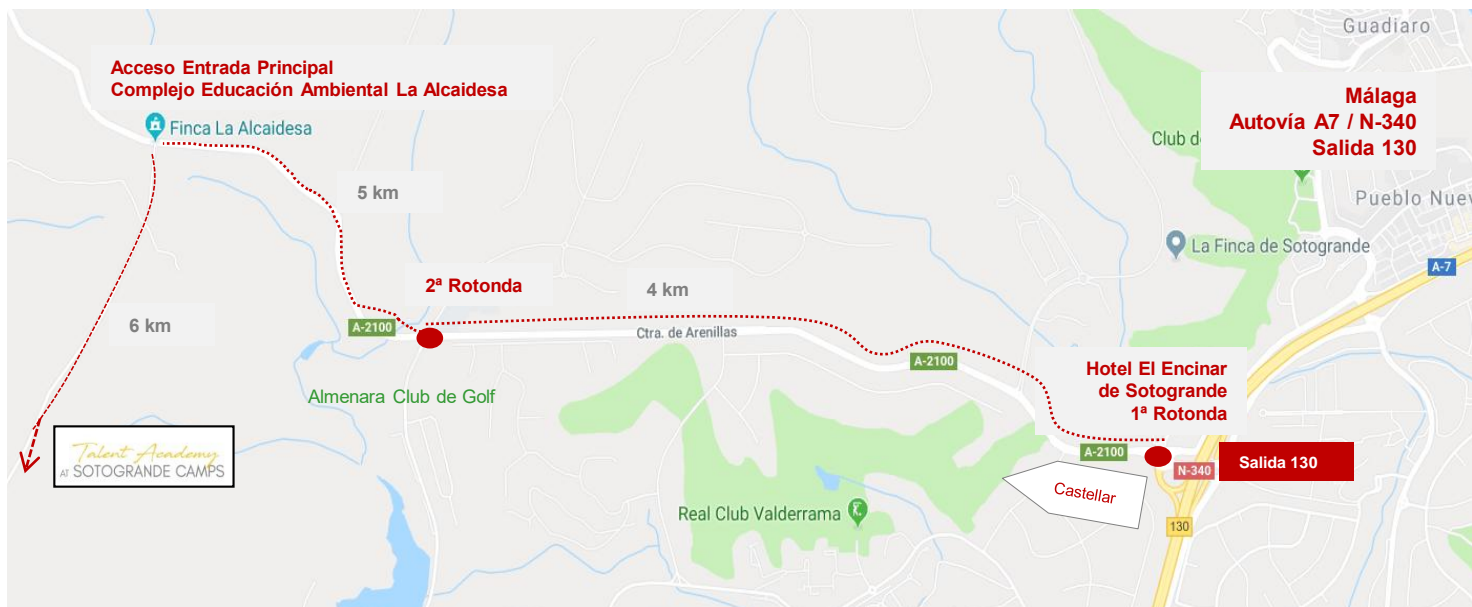 Guadiaro
Acceso Entrada Principal
Complejo Educación Ambiental La Alcaidesa
Málaga
Autovía A7 / N-340
Salida 130
Finca La Alcaidesa
Club d
5 km
Pueblo Nuev
La Finca de Sotogrande
A-7
2ª Rotonda
4 km
6 km
A-2100
Ctra. de Arenillas
A-2100
Hotel El Encinar
de Sotogrande
1ª Rotonda
Almenara Club de Golf
Talent Academy
AT SOTOGRANDE CAMPS
A-2100
N-340
Salida 130
Castellar
Real Club Valderrama
130